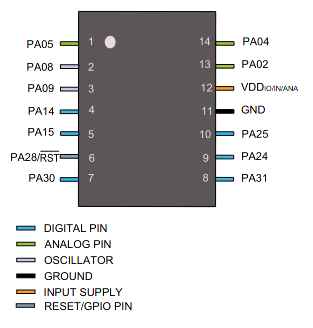 PA05 1 14 PA04
PA08 2 13 PA02
PA09 3 12 VDDIO/IN/ANA
PA14 4 11 GND
PA15 5 10 PA25
PA28/RST 6 9 PA24
PA30 7 8 PA31
DIGITAL PIN
ANALOG PIN
OSCILLATOR
GROUND
INPUT SUPPLY
RESET/GPIO PIN